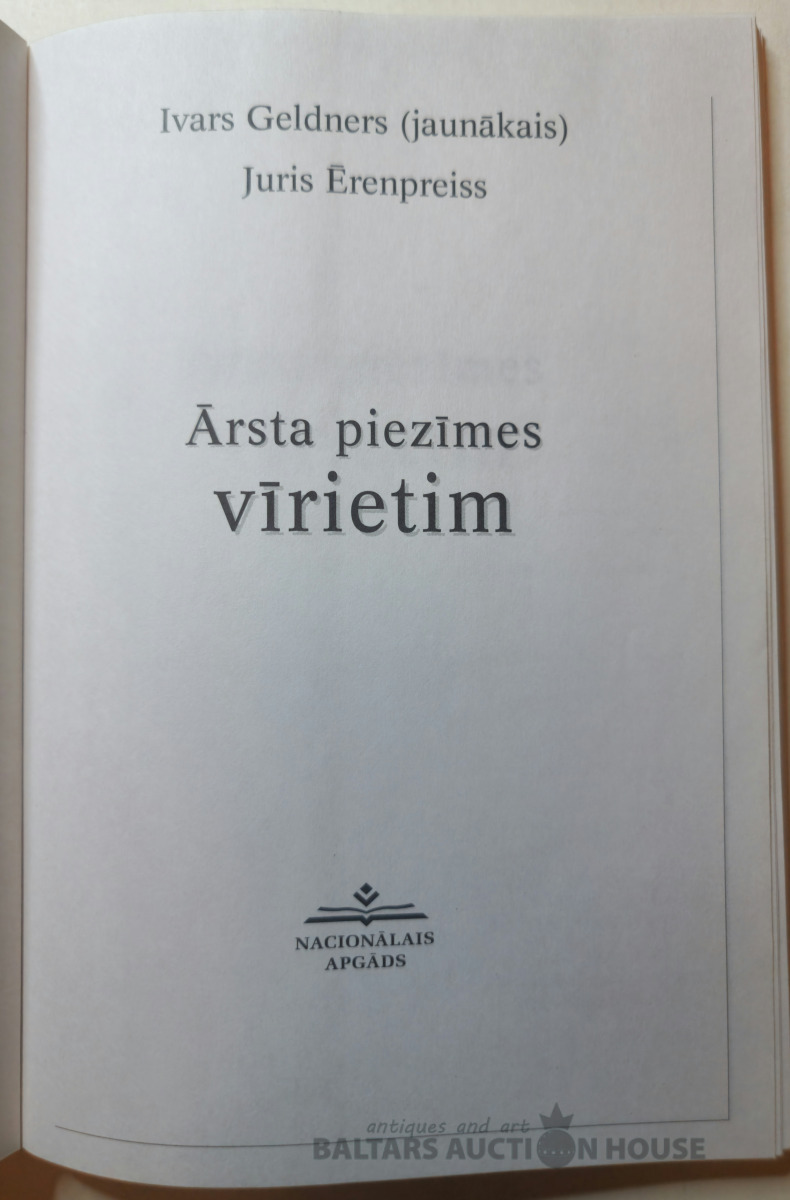 Ivars Geldners (jaunākais)
Juris Ērenpreiss
Ārsta piezīmes
vīrietim
NACIONĀLAIS
APGĀDS
antiques and art
BALTARS AUCTION HOUSE